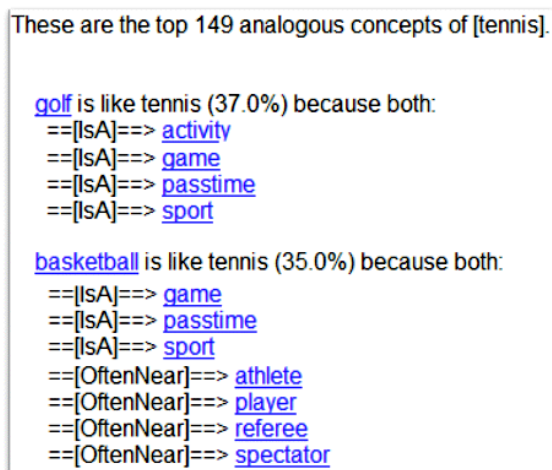 These are the top 149 analogous concepts of [tennis].
golf is like tennis (37.0%) because both:
==[IsA]==> activity
==[IsA]==> game
==[IsA]==> passtime
==[IsA]==> sport
basketball is like tennis (35.0%) because both:
==[IsA]==> game
==[IsA]==> passtime
==[IsA]==> sport
==[OftenNear]==> athlete
==[OftenNear]==> player
==[OftenNear]==> referee
==[OftenNear]==> spectator